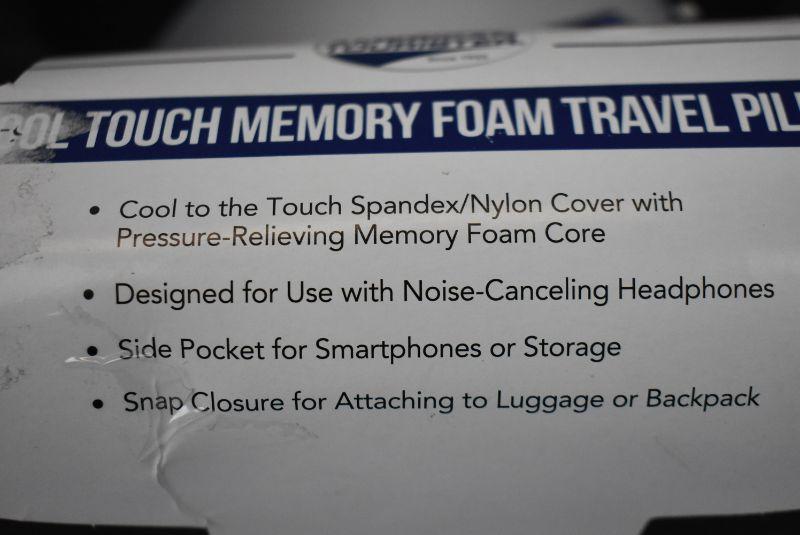 OOL TOUCH MEMORY FOAM TRAVEL PIL
• Cool to the Touch Spandex/Nylon Cover with
Pressure-Relieving Memory Foam Core
• Designed for Use with Noise-Canceling Headphones
• Side Pocket for Smartphones or Storage
• Snap Closure for Attaching to Luggage or Backpack